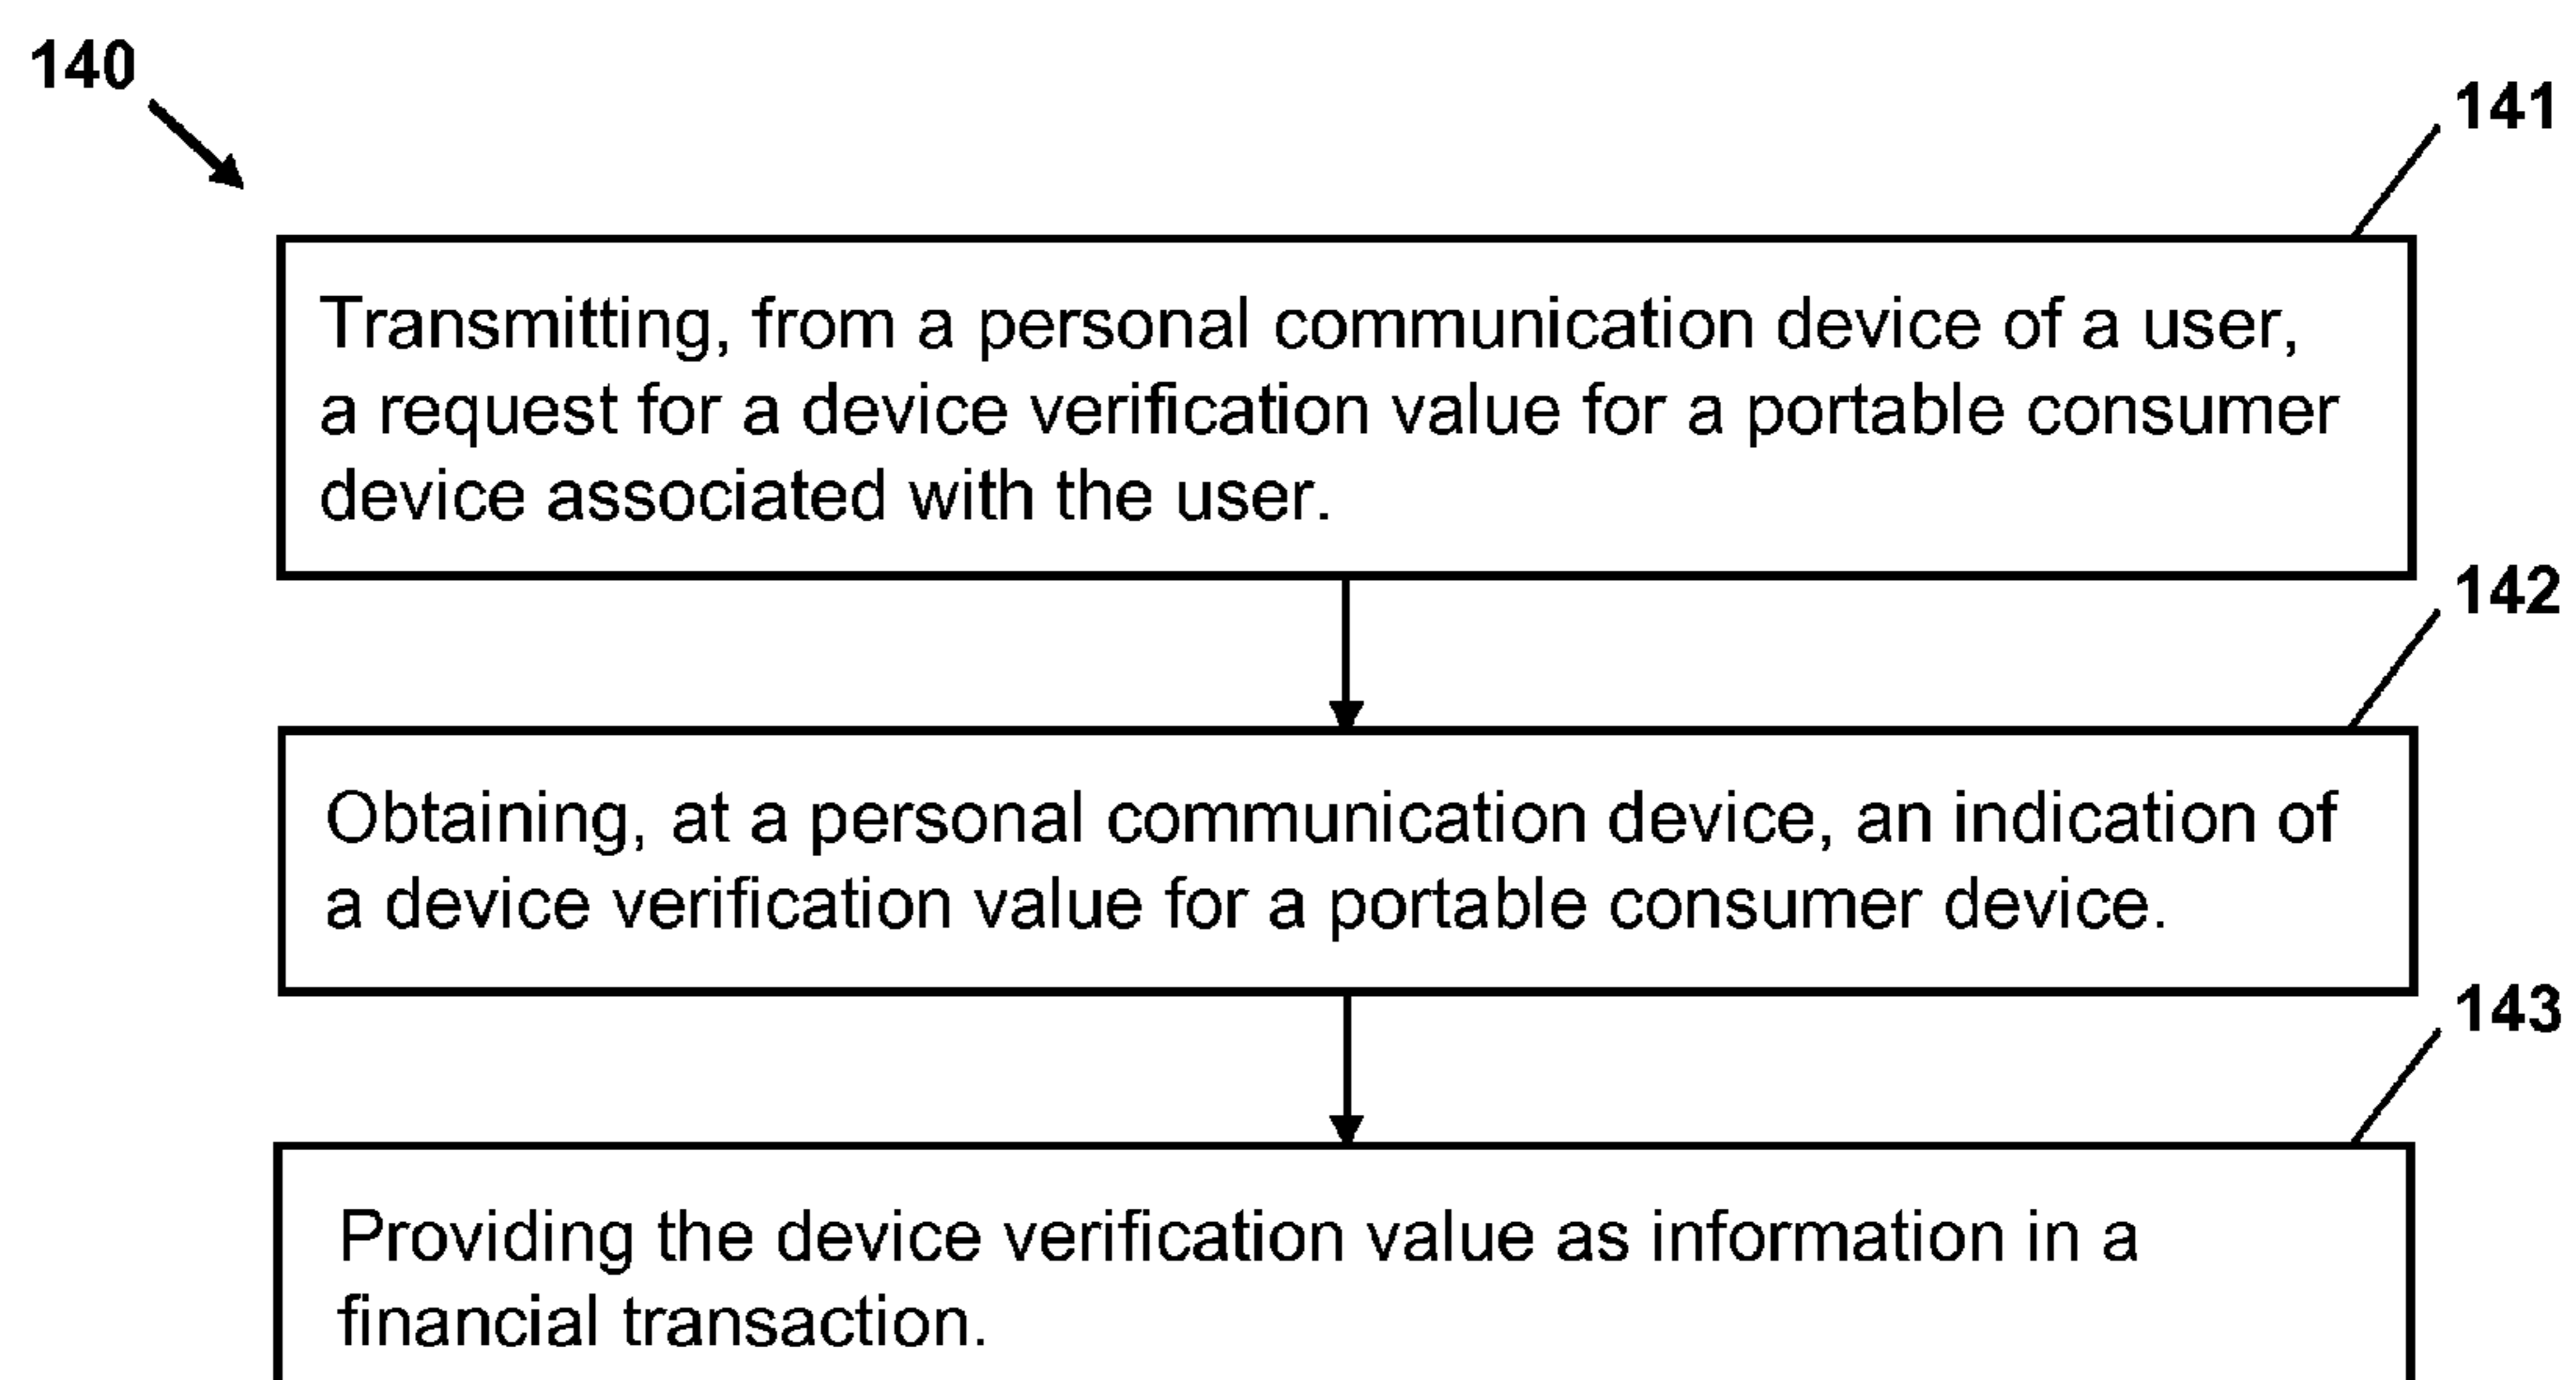 140
141
Transmitting, from a personal communication device of a user,
a request for a device verification value for a portable consumer
device associated with the user.
142
Obtaining, at a personal communication device, an indication of
a device verification value for a portable consumer device.
143
Providing the device verification value as information in a
financial transaction.